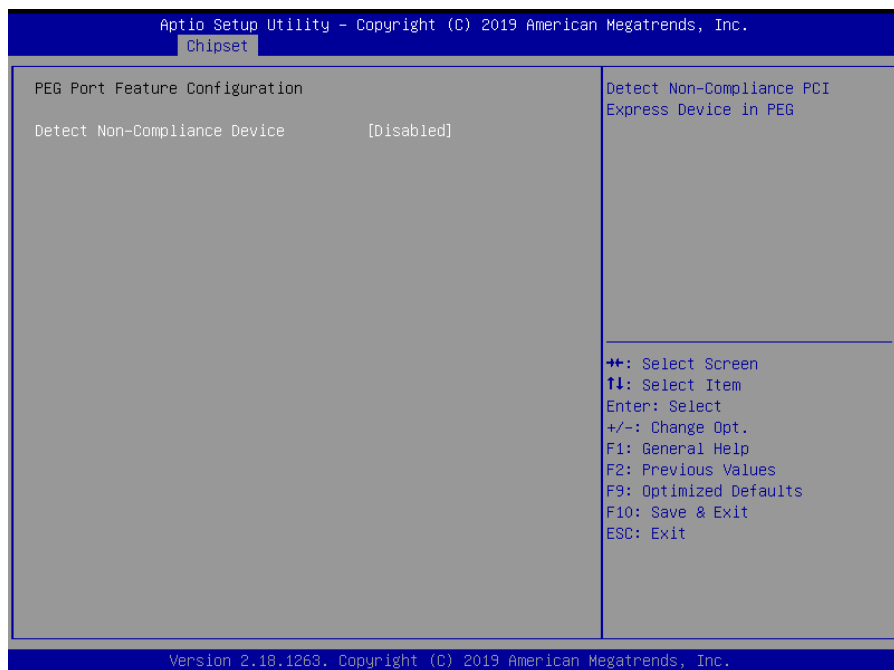 Aptio Setup Utility – Copyright (C) 2019 American Megatrends, Inc.
Chipset
PEG Port Feature Configuration
Detect Non-Compliance Device [Disabled]
Detect Non-Compliance PCI
Express Device in PEG
→←: Select Screen
↑↓: Select Item
Enter: Select
+/-: Change Opt.
F1: General Help
F2: Previous Values
F9: Optimized Defaults
F10: Save & Exit
ESC: Exit
Version 2.18.1263. Copyright (C) 2019 American Megatrends, Inc.